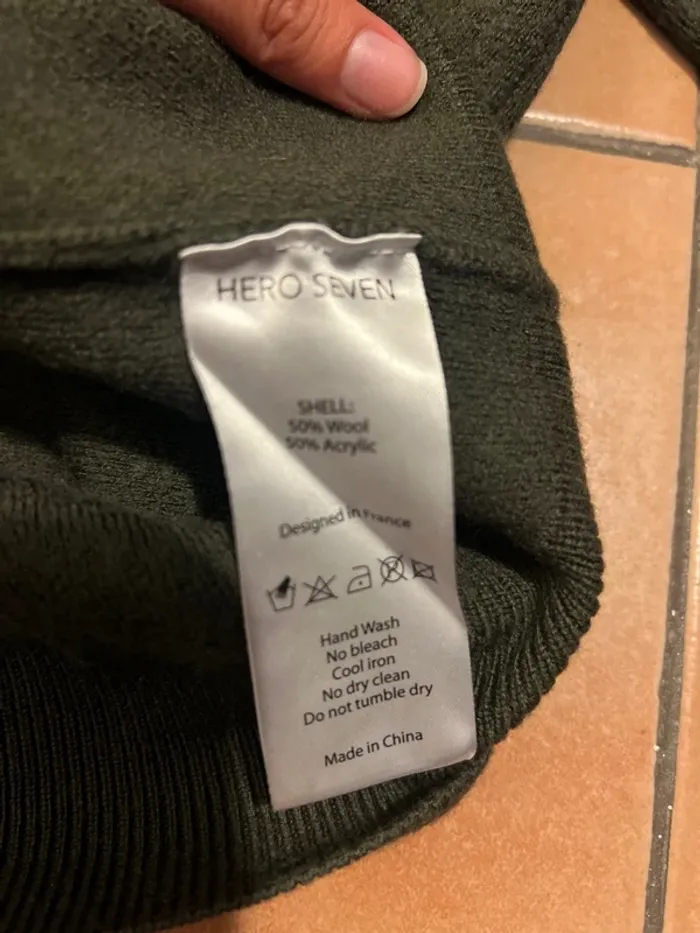 HERO SEVEN
SHELL:
50% Wool
50% Acrylic
Designed in France
Hand Wash
No bleach
Cool iron
No dry clean
Do not tumble dry
Made in China